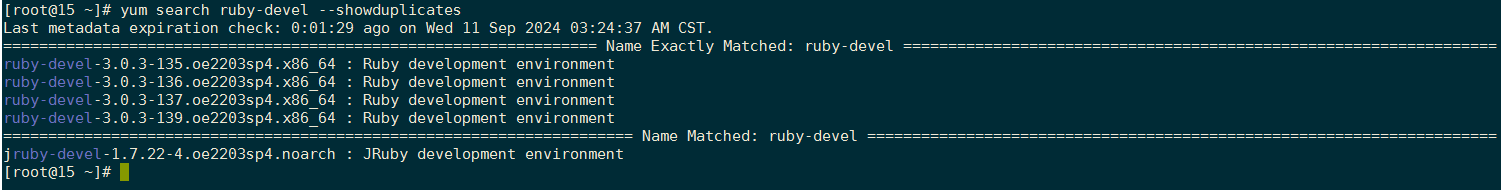 [root@15 ~]# yum search ruby-devel --showduplicates
Last metadata expiration check: 0:01:29 ago on Wed 11 Sep 2024 03:24:37 AM CST.
================================================================== Name Exactly Matched: ruby-devel ==================================================================
ruby-devel-3.0.3-135.oe2203sp4.x86_64 : Ruby development environment
ruby-devel-3.0.3-136.oe2203sp4.x86_64 : Ruby development environment
ruby-devel-3.0.3-137.oe2203sp4.x86_64 : Ruby development environment
ruby-devel-3.0.3-139.oe2203sp4.x86_64 : Ruby development environment
====================================================================== Name Matched: ruby-devel ======================================================================
jruby-devel-1.7.22-4.oe2203sp4.noarch : JRuby development environment
[root@15 ~]#